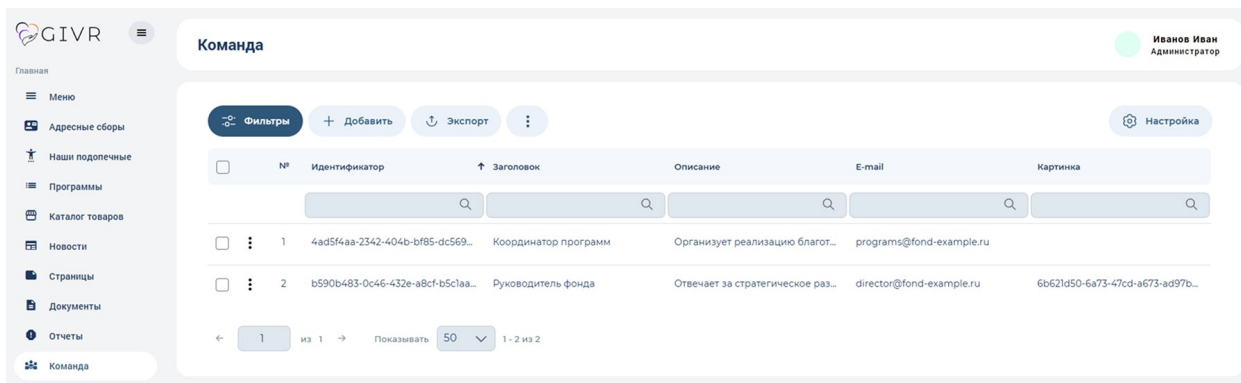 GIVR
Главная
Меню
Адресные сборы
Наши подопечные
Программы
Каталог товаров
Новости
Страницы
Документы
Отчеты
Команда
Команда
Иванов Иван
Администратор
Фильтры
Добавить
Экспорт
Настройка
№ Идентификатор Заголовок Описание E-mail Картинка
1 4ad5f4aa-2342-404b-bf85-dc569... Координатор программ Организует реализацию благот... programs@fond-example.ru
2 b590b483-0c46-432e-a8cf-b5c1aa... Руководитель фонда Отвечает за стратегическое раз... director@fond-example.ru 6b621d50-6a73-47cd-a673-ad97b...
1 из 1 Показывать 50 1 - 2 из 2